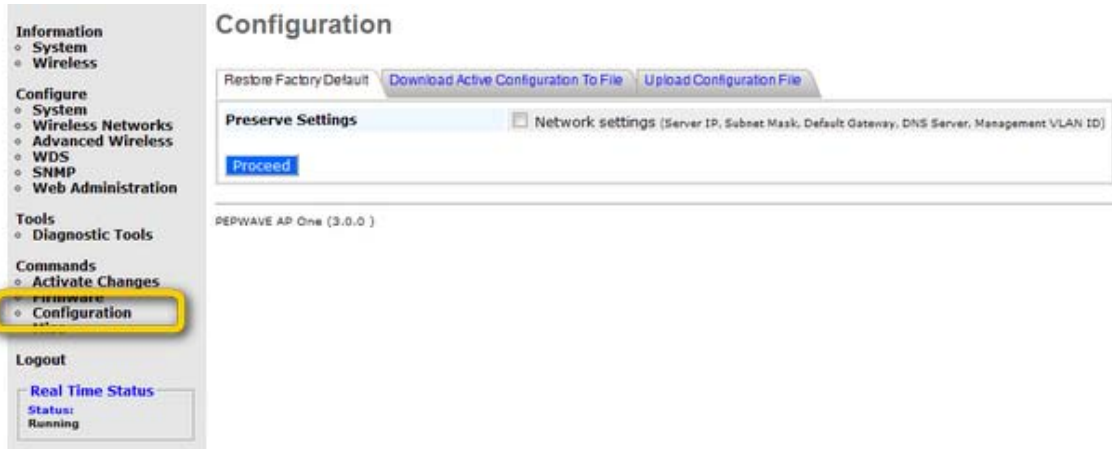 Information
System
Wireless
Configure
System
Wireless Networks
Advanced Wireless
WDS
SNMP
Web Administration
Tools
Diagnostic Tools
Commands
Activate Changes
Firmware
Configuration
Misc
Logout
Real Time Status
Status:
Running
Configuration
Restore Factory Default
Download Active Configuration To File
Upload Configuration File
Preserve Settings
Network settings (Server IP, Subnet Mask, Default Gateway, DNS Server, Management VLAN ID)
Proceed
PEPWAVE AP One (3.0.0 )